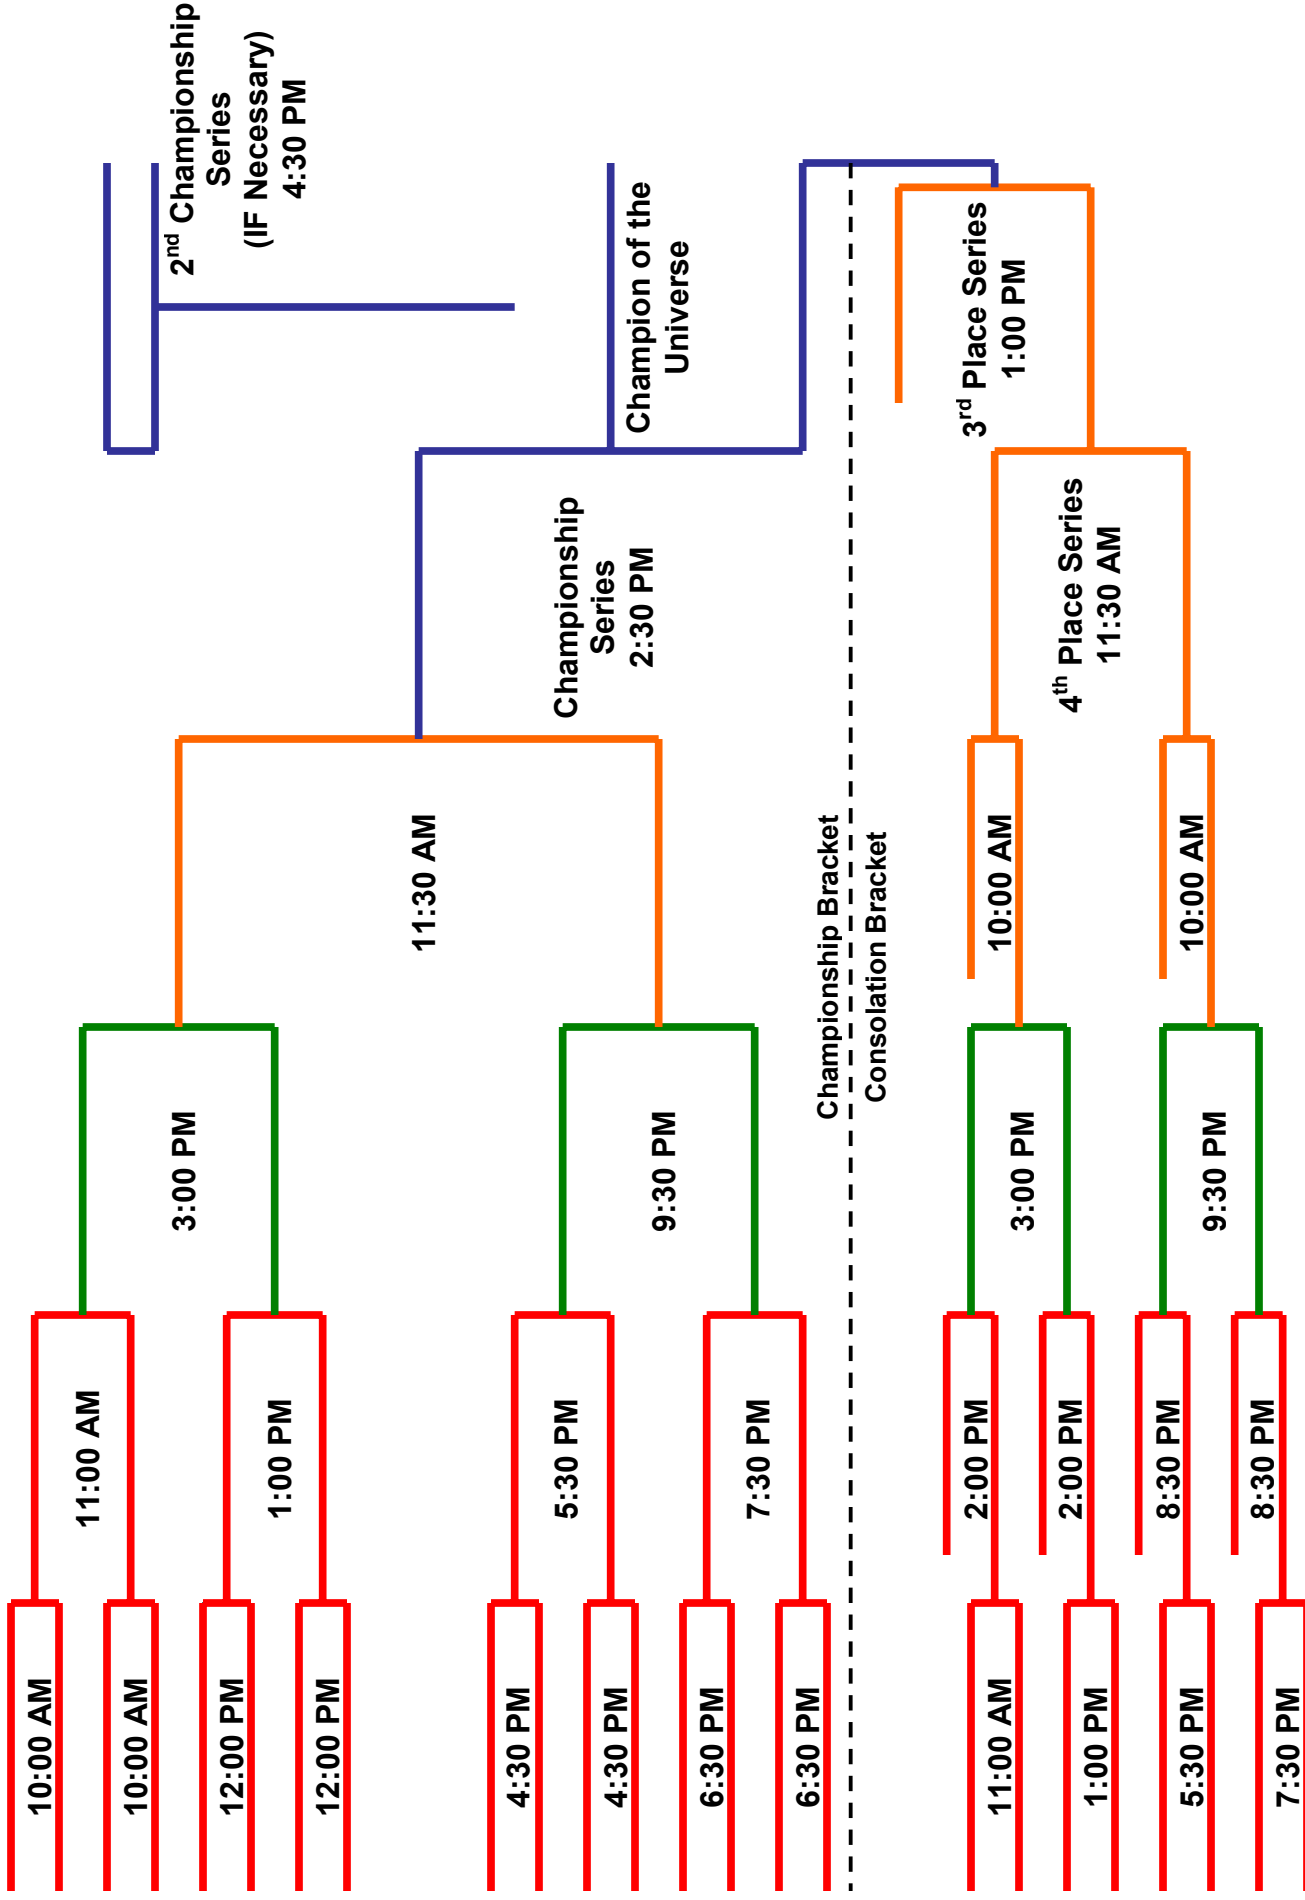 10:00 AM
10:00 AM
12:00 PM
12:00 PM
4:30 PM
4:30 PM
6:30 PM
6:30 PM
11:00 AM
1:00 PM
5:30 PM
7:30 PM
11:00 AM
1:00 PM
5:30 PM
7:30 PM
2:00 PM
2:00 PM
8:30 PM
8:30 PM
3:00 PM
9:30 PM
3:00 PM
9:30 PM
11:30 AM
Championship Bracket
Consolation Bracket
10:00 AM
10:00 AM
Championship
Series
2:30 PM
4th Place Series
11:30 AM
2nd Championship
Series
(IF Necessary)
4:30 PM
Champion of the
Universe
3rd Place Series
1:00 PM